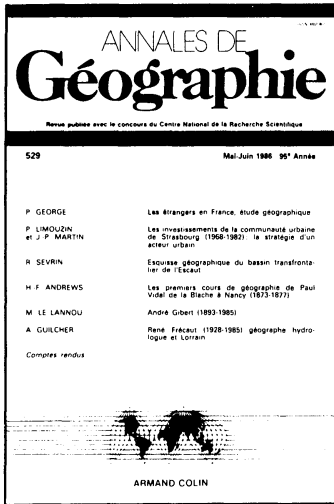 ANNALES DE
Géographie
Revue publiée avec le concours du Centre National de la Recherche Scientifique
529 Mai-Juin 1986 95e Année
P GEORGE Les étrangers en France, étude géographique
P LIMOUZIN Les investissements de la communauté urbaine
et J P MARTIN de Strasbourg (1968-1982) : la stratégie d'un
acteur urbain
R SEVRIN Esquisse géographique du bassin transfronta-
lier de l'Escaut
H F ANDREWS Les premiers cours de géographie de Paul
Vidal de la Blache à Nancy (1873-1877)
M LE LANNOU André Gibert (1893-1985)
A GUILCHER René Frécaut (1928-1985) géographe hydro-
logue et Lorrain
Comptes rendus
ARMAND COLIN